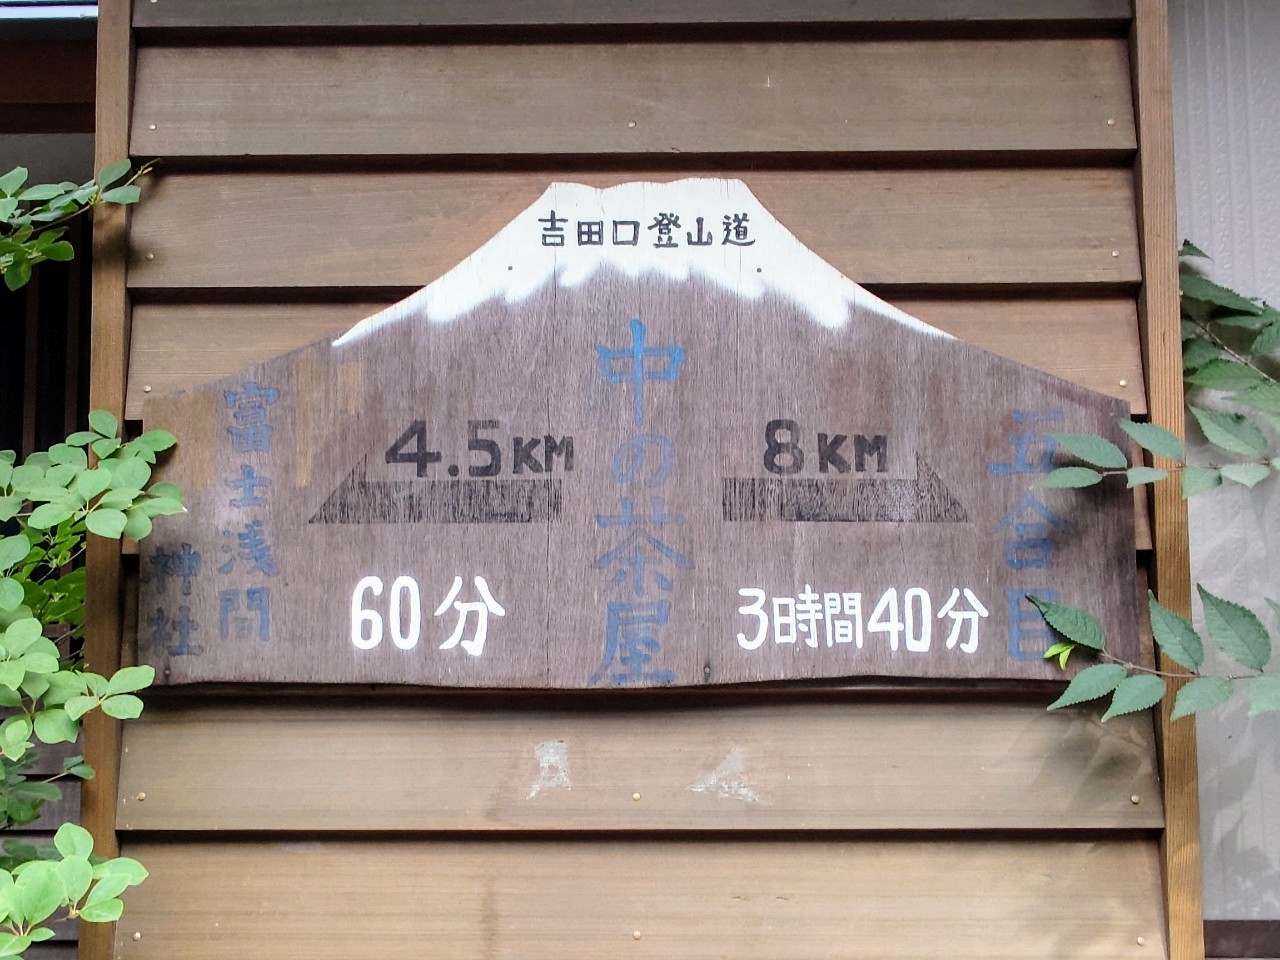 吉田口登山道
中の茶屋
富士浅間
神社
4.5KM
60分
8KM
3時間40分
五合目